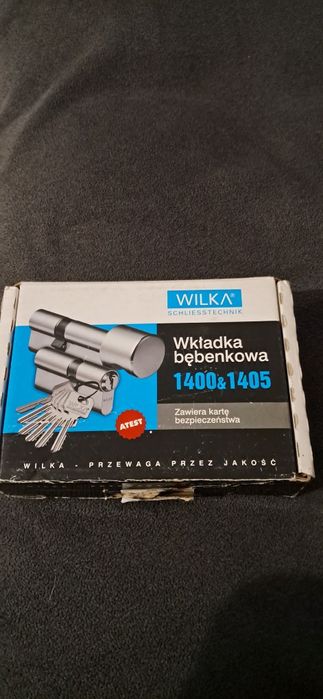 WILKA®
SCHLIESSTECHNIK
Wkładka
bębenkowa
1400&1405
Zawiera kartę
bezpieczeństwa
ATEST
WILKA - PRZEWAGA PRZEZ JAKOŚĆ